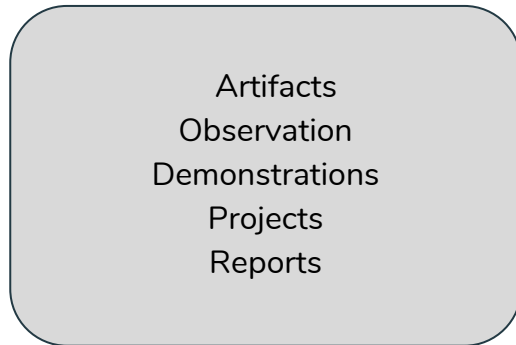 Artifacts
Observation
Demonstrations
Projects
Reports